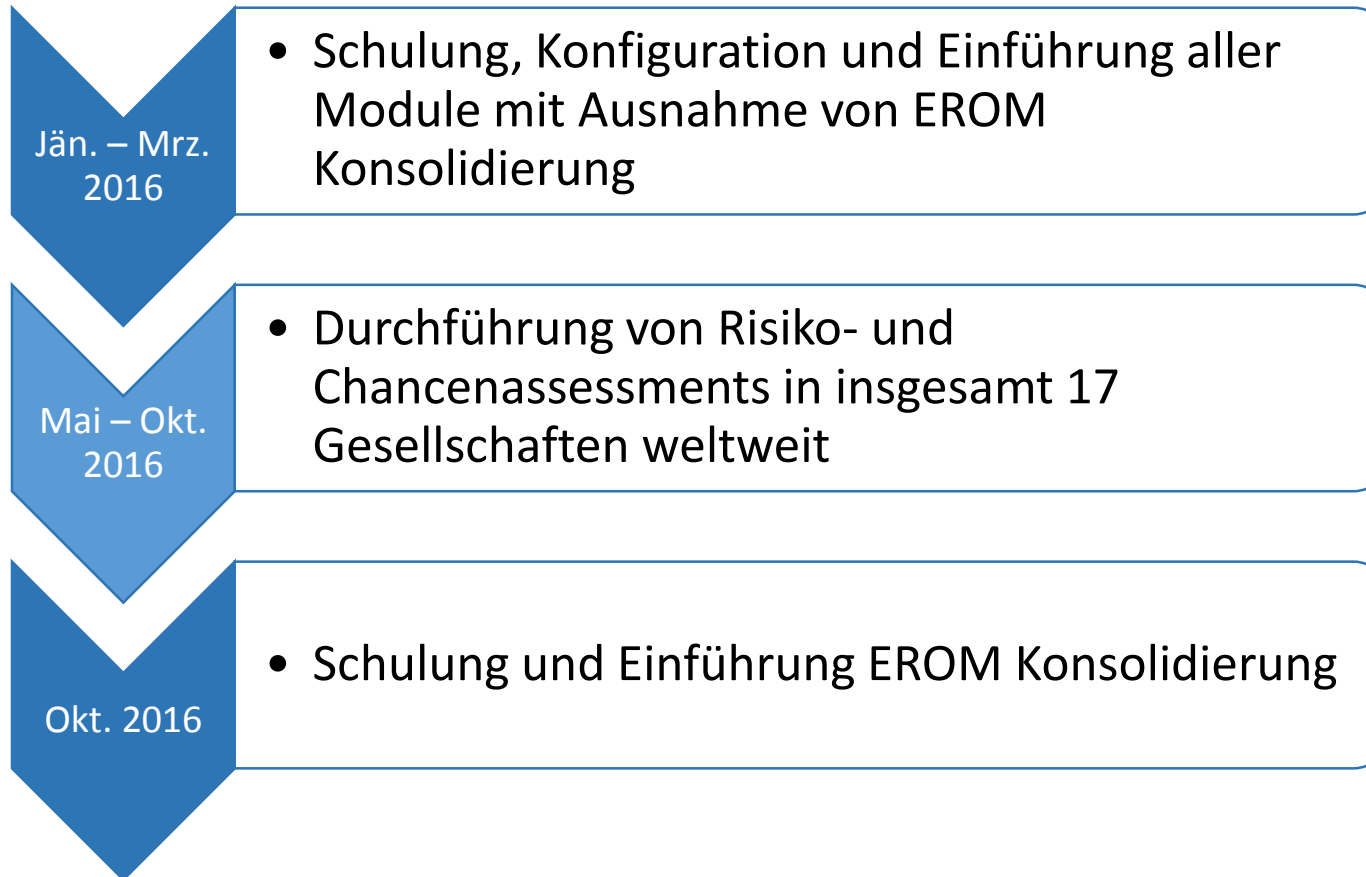 Jän. – Mrz.
2016
• Schulung, Konfiguration und Einführung aller
Module mit Ausnahme von EROM
Konsolidierung
Mai – Okt.
2016
• Durchführung von Risiko- und
Chancenassessments in insgesamt 17
Gesellschaften weltweit
Okt. 2016
• Schulung und Einführung EROM Konsolidierung